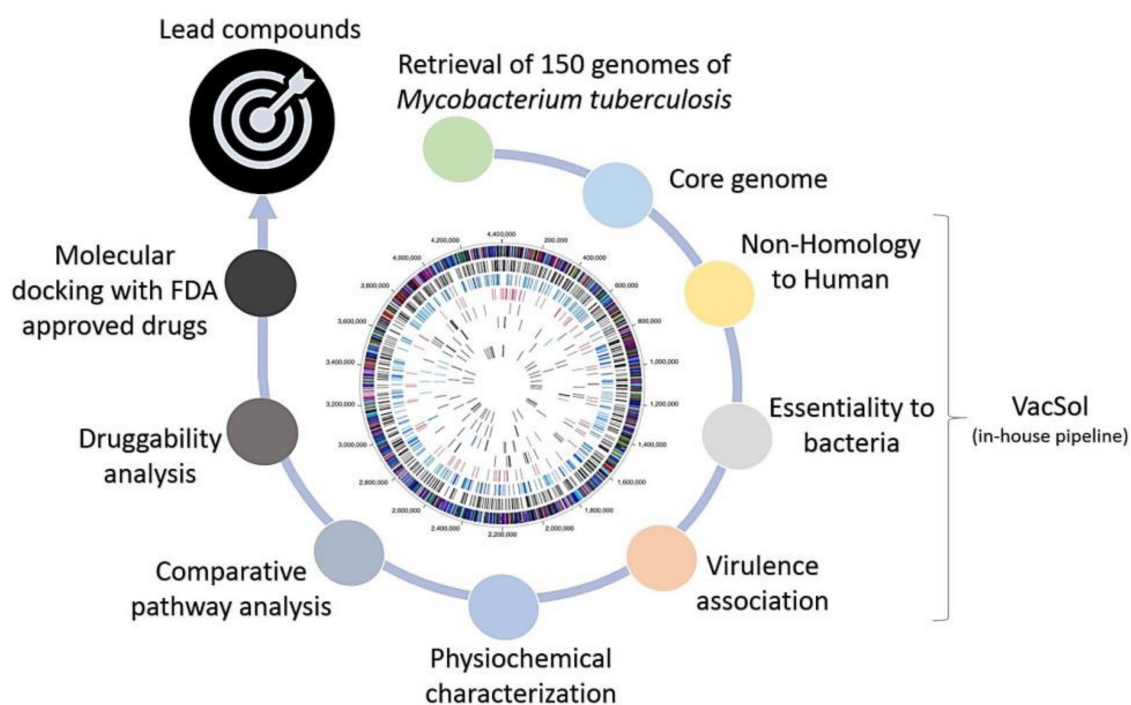 Lead compounds
Retrieval of 150 genomes of
Mycobacterium tuberculosis
Core genome
Non-Homology
to Human
Essentiality to
bacteria
VacSol
(in-house pipeline)
Virulence
association
Physiochemical
characterization
Comparative
pathway analysis
Druggability
analysis
Molecular
docking with FDA
approved drugs
4,400,000
200,000
400,000
600,000
800,000
1,000,000
1,200,000
1,400,000
1,600,000
1,800,000
2,000,000
2,200,000
2,400,000
2,600,000
2,800,000
3,000,000
3,200,000
3,400,000
3,600,000
3,800,000
4,000,000
4,200,000